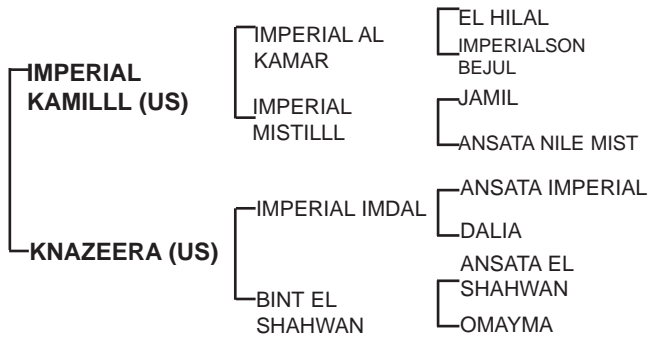 EL HILAL
IMPERIAL AL
KAMAR
IMPERIALSON
BEJUL
IMPERIAL
KAMILLL (US)
IMPERIAL
MISTILLL
JAMIL
ANSATA NILE MIST
IMPERIAL IMDAL
ANSATA IMPERIAL
DALIA
KNAZEERA (US)
BINT EL
SHAHWAN
ANSATA EL
SHAHWAN
OMAYMA